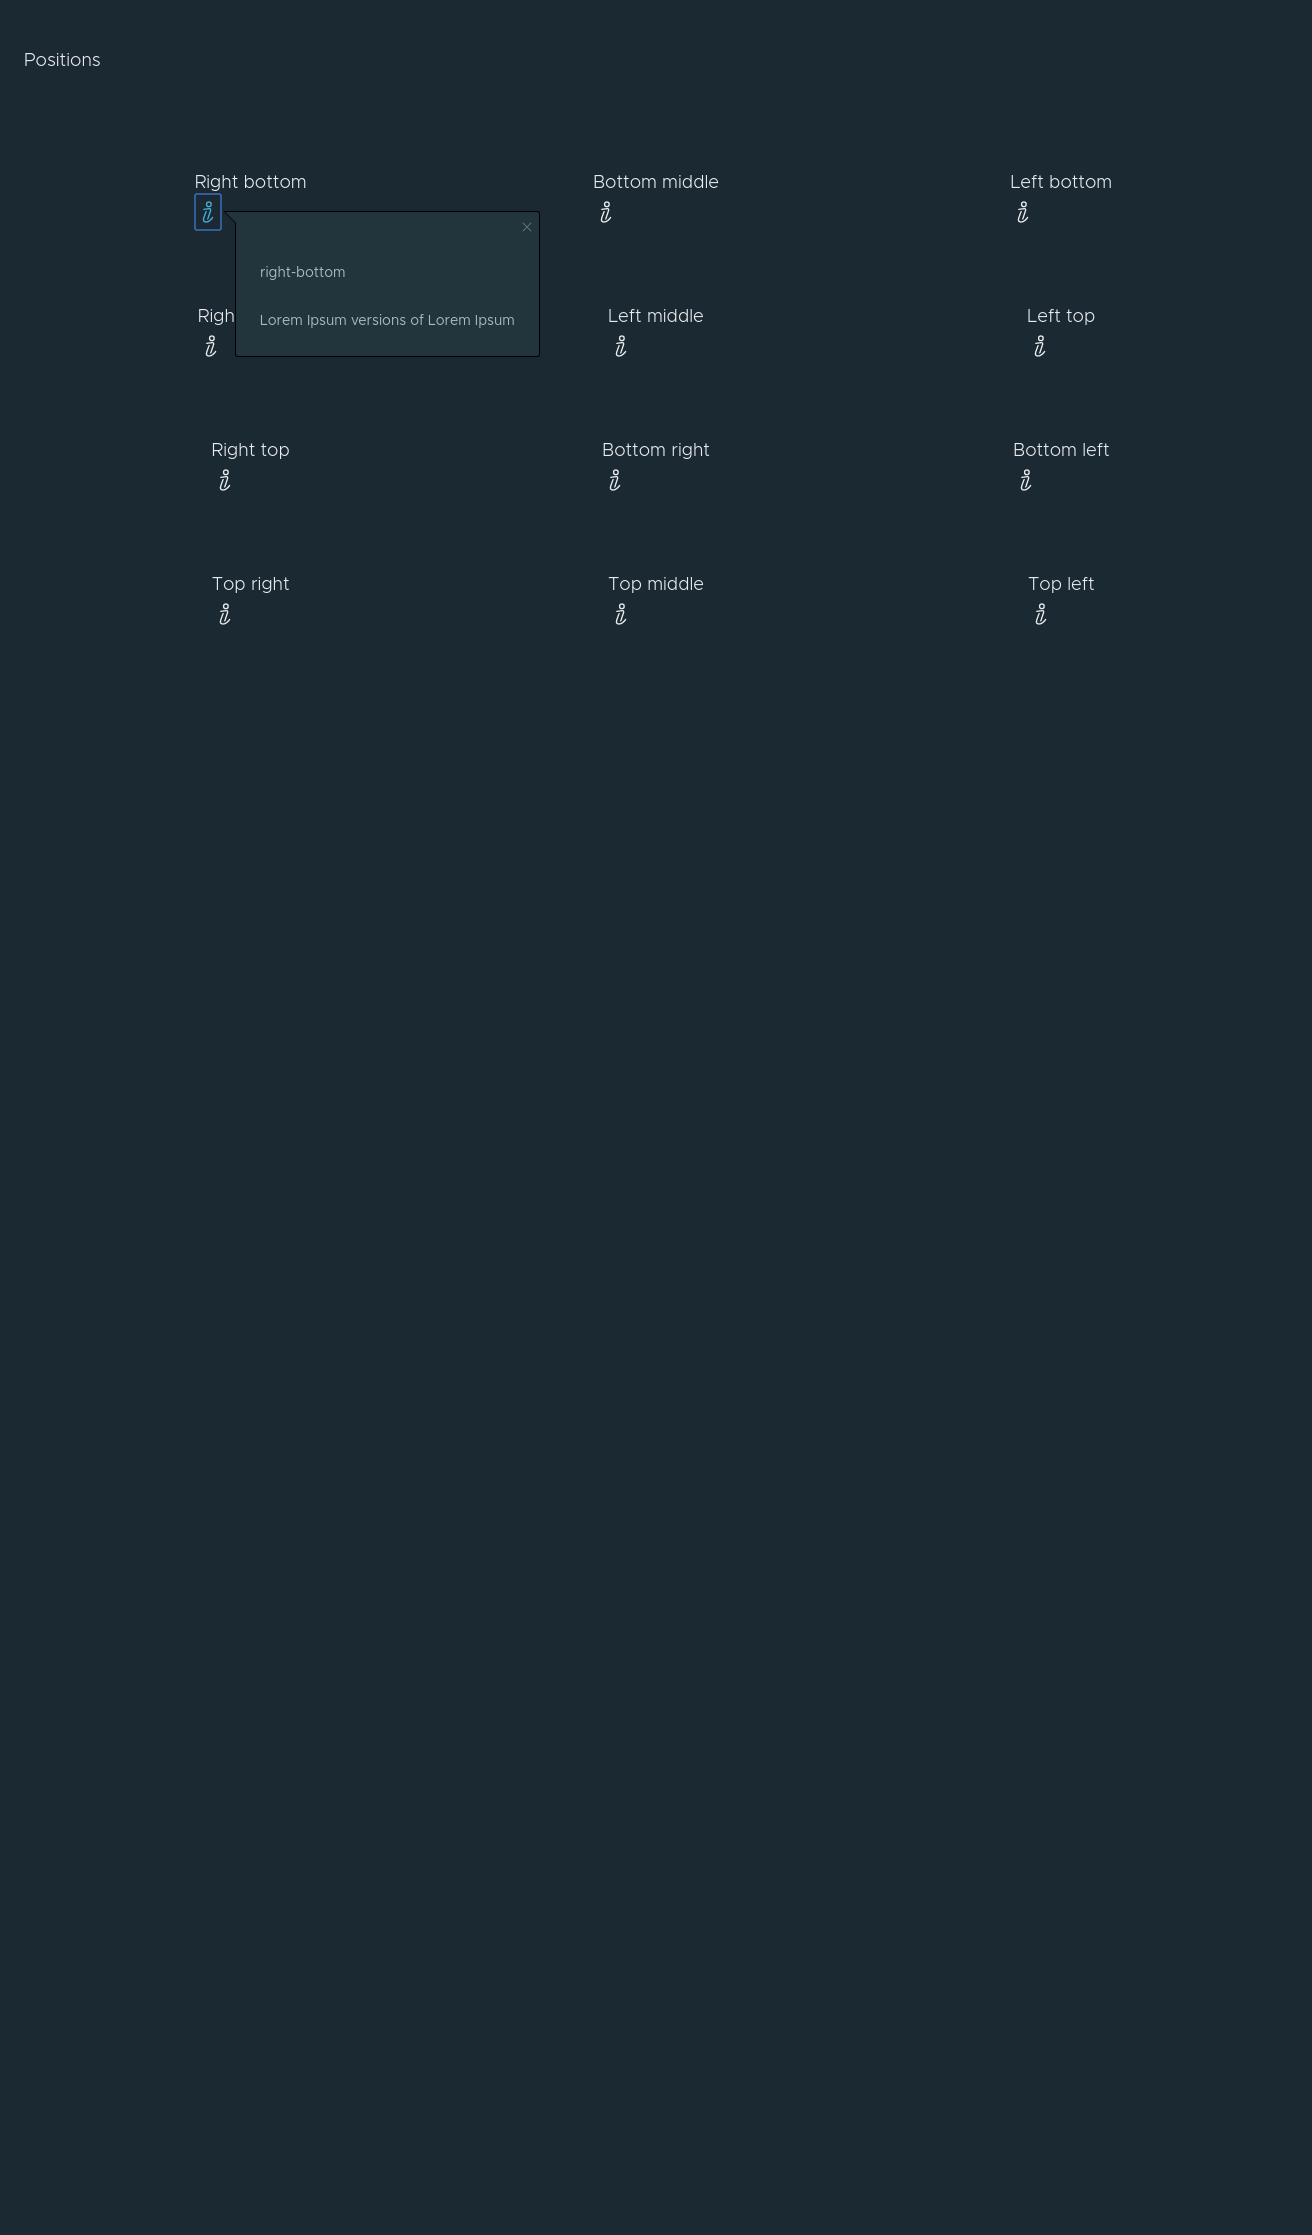 Positions
Right bottom
Bottom middle
Left bottom
right-bottom
Lorem Ipsum versions of Lorem Ipsum
Righ
Left middle
Left top
Right top
Bottom right
Bottom left
Top right
Top middle
Top left